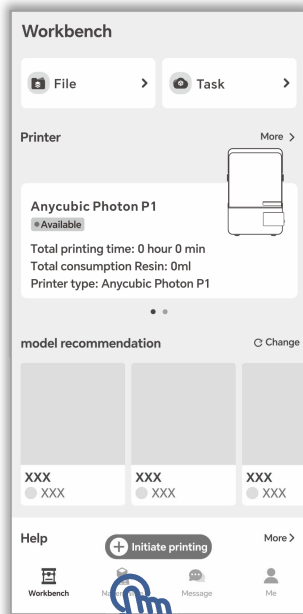 Workbench
File
Task
Printer
More
Anycubic Photon P1
Available
Total printing time: 0 hour 0 min
Total consumption Resin: 0ml
Printer type: Anycubic Photon P1
model recommendation
Change
XXX
XXX
XXX
XXX
XXX
XXX
Help
Initiate printing
More
Workbench
Message
Me